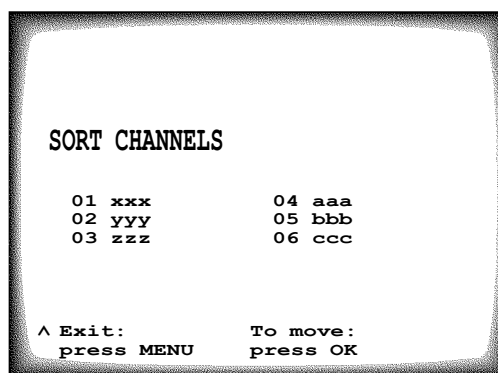 SORT CHANNELS
01 xxx 04 aaa
02 yyy 05 bbb
03 zzz 06 ccc
^ Exit: To move:
press MENU press OK